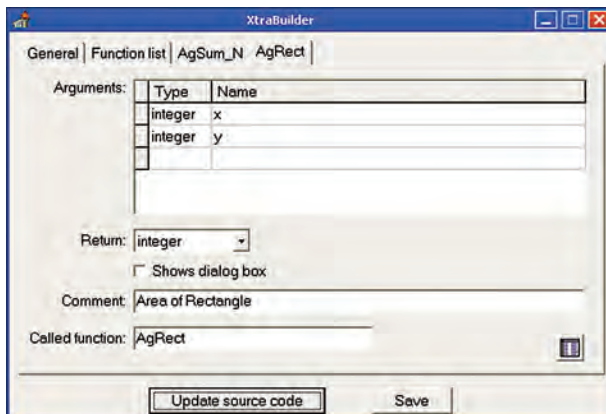 XtraBuilder
General Function list AgSum_N AgRect
Arguments: Type Name
integer x
integer y
Return: integer
Shows dialog box
Comment: Area of Rectangle
Called function: AgRect
Update source code Save